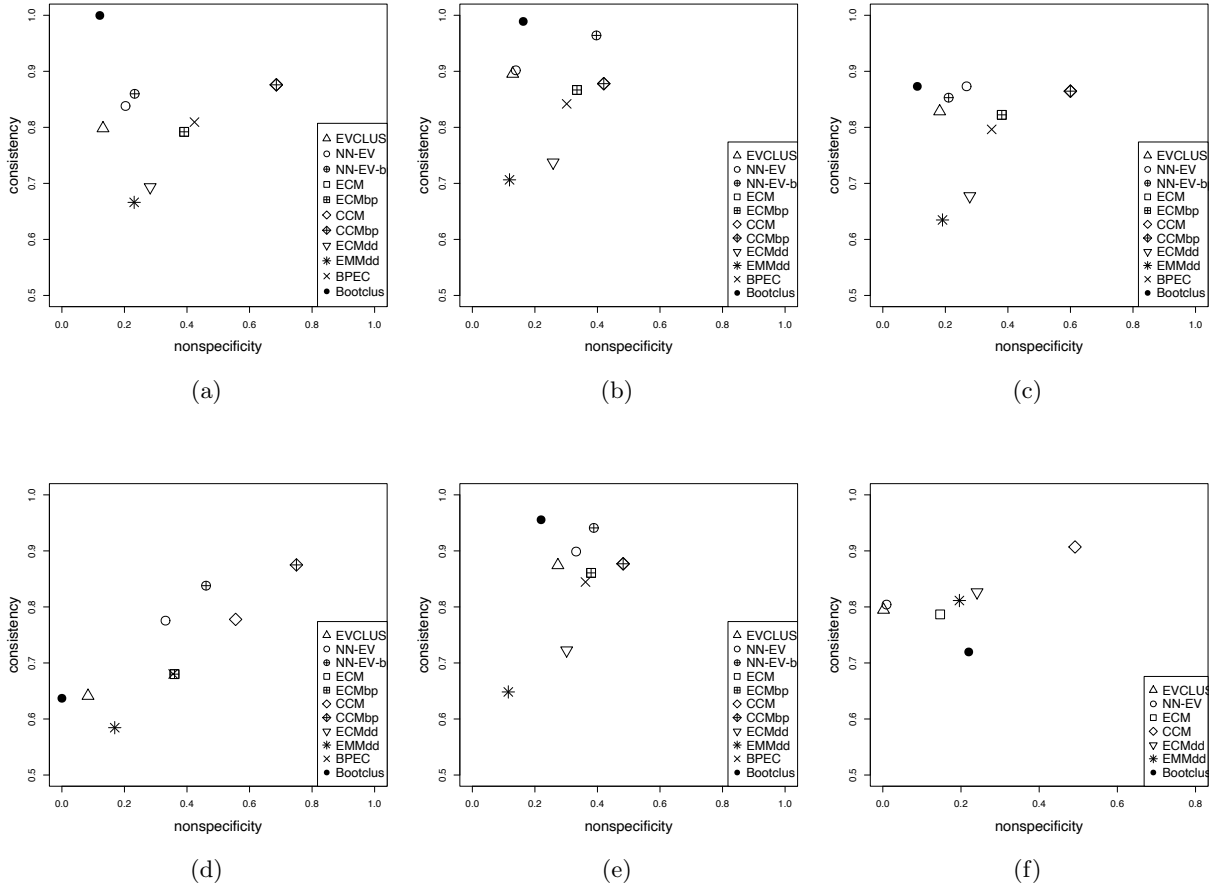 1.0
0.9
0.8
0.7
0.6
0.5
consistency
0.0 0.2 0.4 0.6 0.8 1.0
nonspecificity
EVCLUS
NN-EV
NN-EV-b
ECM
ECMbp
CCM
CCMbp
ECMdd
EMMdd
BPEC
Bootclus
(a)
1.0
0.9
0.8
0.7
0.6
0.5
consistency
0.0 0.2 0.4 0.6 0.8 1.0
nonspecificity
EVCLUS
NN-EV
NN-EV-b
ECM
ECMbp
CCM
CCMbp
ECMdd
EMMdd
BPEC
Bootclus
(b)
1.0
0.9
0.8
0.7
0.6
0.5
consistency
0.0 0.2 0.4 0.6 0.8 1.0
nonspecificity
EVCLUS
NN-EV
NN-EV-b
ECM
ECMbp
CCM
CCMbp
ECMdd
EMMdd
BPEC
Bootclus
(c)
1.0
0.9
0.8
0.7
0.6
0.5
consistency
0.0 0.2 0.4 0.6 0.8 1.0
nonspecificity
EVCLUS
NN-EV
NN-EV-b
ECM
ECMbp
CCM
CCMbp
ECMdd
EMMdd
BPEC
Bootclus
(d)
1.0
0.9
0.8
0.7
0.6
0.5
consistency
0.0 0.2 0.4 0.6 0.8 1.0
nonspecificity
EVCLUS
NN-EV
NN-EV-b
ECM
ECMbp
CCM
CCMbp
ECMdd
EMMdd
BPEC
Bootclus
(e)
1.0
0.9
0.8
0.7
0.6
0.5
consistency
0.0 0.2 0.4 0.6 0.8
nonspecificity
EVCLUS
NN-EV
ECM
CCM
ECMdd
EMMdd
Bootclus
(f)